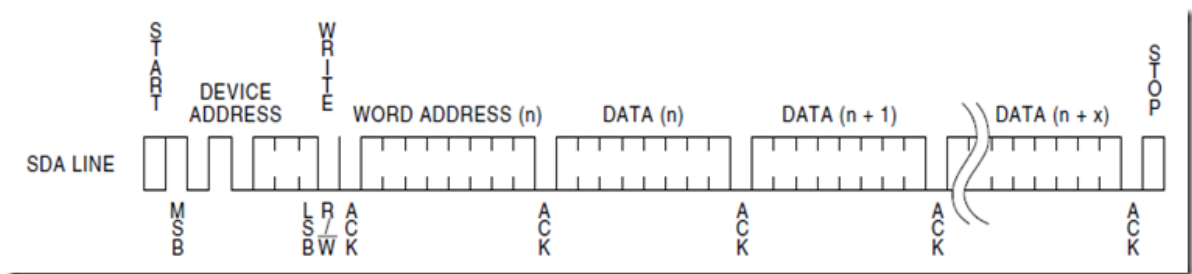 START
DEVICE
ADDRESS
WRITE
WORD ADDRESS (n)
DATA (n)
DATA (n + 1)
DATA (n + x)
STOP
SDA LINE
MSB
LSB
R/W
ACK
ACK
ACK
ACK
ACK